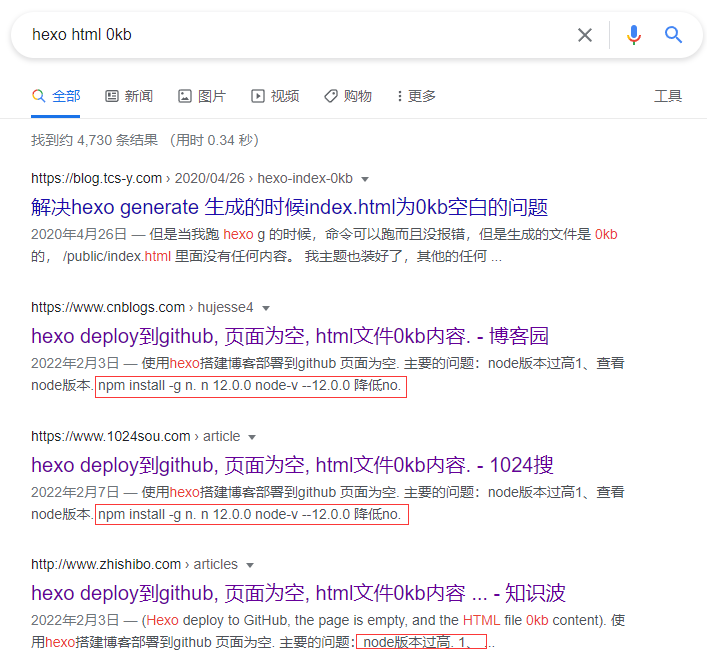 hexo html 0kb
全部 新闻 图片 视频 购物 更多 工具
找到约 4,730 条结果 （用时 0.34 秒）
https://blog.tcs-y.com › 2020/04/26 › hexo-index-0kb
解决hexo generate 生成的时候index.html为0kb空白的问题
2020年4月26日 — 但是当我跑 hexo g 的时候，命令可以跑而且没报错，但是生成的文件是 0kb
的， /public/index.html 里面没有任何内容。 我主题也装好了，其他的任何 ...
https://www.cnblogs.com › hujesse4
hexo deploy到github, 页面为空, html文件0kb内容. - 博客园
2022年2月3日 — 使用hexo搭建博客部署到github 页面为空. 主要的问题：node版本过高1、查看
node版本. npm install -g n. n 12.0.0 node-v --12.0.0 降低no.
https://www.1024sou.com › article
hexo deploy到github, 页面为空, html文件0kb内容. - 1024搜
2022年2月7日 — 使用hexo搭建博客部署到github 页面为空. 主要的问题：node版本过高1、查看
node版本. npm install -g n. n 12.0.0 node-v --12.0.0 降低no.
http://www.zhishibo.com › articles
hexo deploy到github, 页面为空, html文件0kb内容 ... - 知识波
2022年2月3日 — (Hexo deploy to GitHub, the page is empty, and the HTML file 0kb content). 使
用hexo搭建博客部署到github 页面为空. 主要的问题：node版本过高. 1、 ...